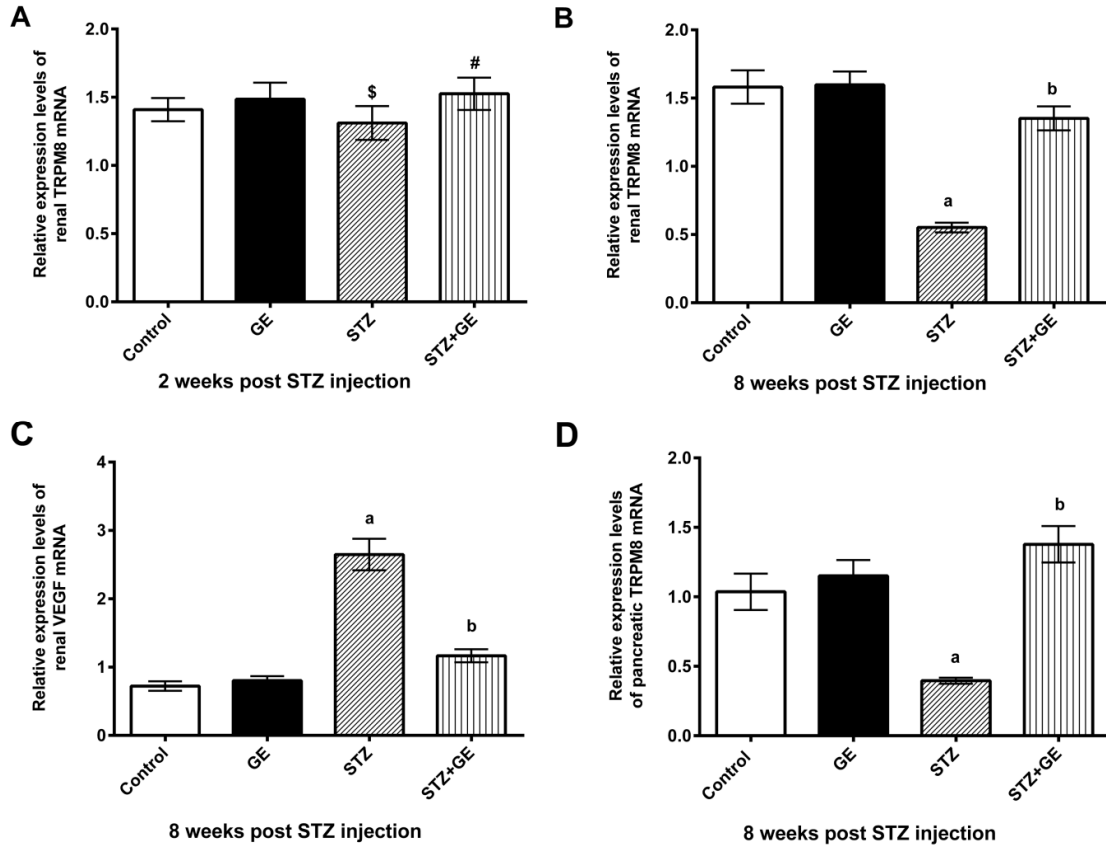 A
Relative expression levels of
renal TRPM8 mRNA
2.0
1.5
1.0
0.5
0.0
$
#
Control
GE
STZ
STZ+GE
2 weeks post STZ injection
B
Relative expression levels of
renal TRPM8 mRNA
2.0
1.5
1.0
0.5
0.0
a
b
Control
GE
STZ
STZ+GE
8 weeks post STZ injection
C
Relative expression levels of
renal VEGF mRNA
4
3
2
1
0
a
b
Control
GE
STZ
STZ+GE
8 weeks post STZ injection
D
Relative expression levels
of pancreatic TRPM8 mRNA
2.0
1.5
1.0
0.5
0.0
a
b
Control
GE
STZ
STZ+GE
8 weeks post STZ injection